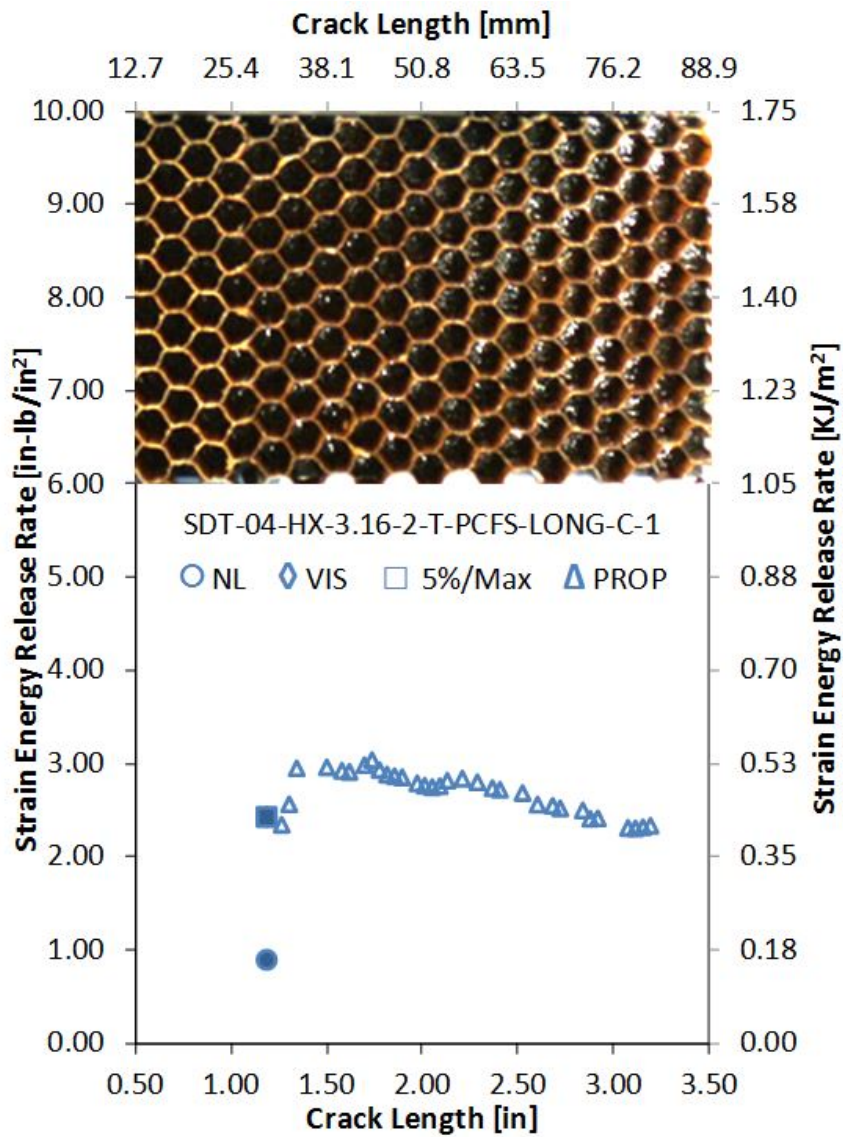 Crack Length [mm]
12.7 25.4 38.1 50.8 63.5 76.2 88.9
Strain Energy Release Rate [in-lb/in²]
10.00
9.00
8.00
7.00
6.00
5.00
4.00
3.00
2.00
1.00
0.00
SDT-04-HX-3.16-2-T-PCFS-LONG-C-1
NL VIS 5%/Max PROP
1.75
1.58
1.40
1.23
1.05
0.88
0.70
0.53
0.35
0.18
0.00
Strain Energy Release Rate [KJ/m²]
0.50 1.00 1.50 2.00 2.50 3.00 3.50
Crack Length [in]